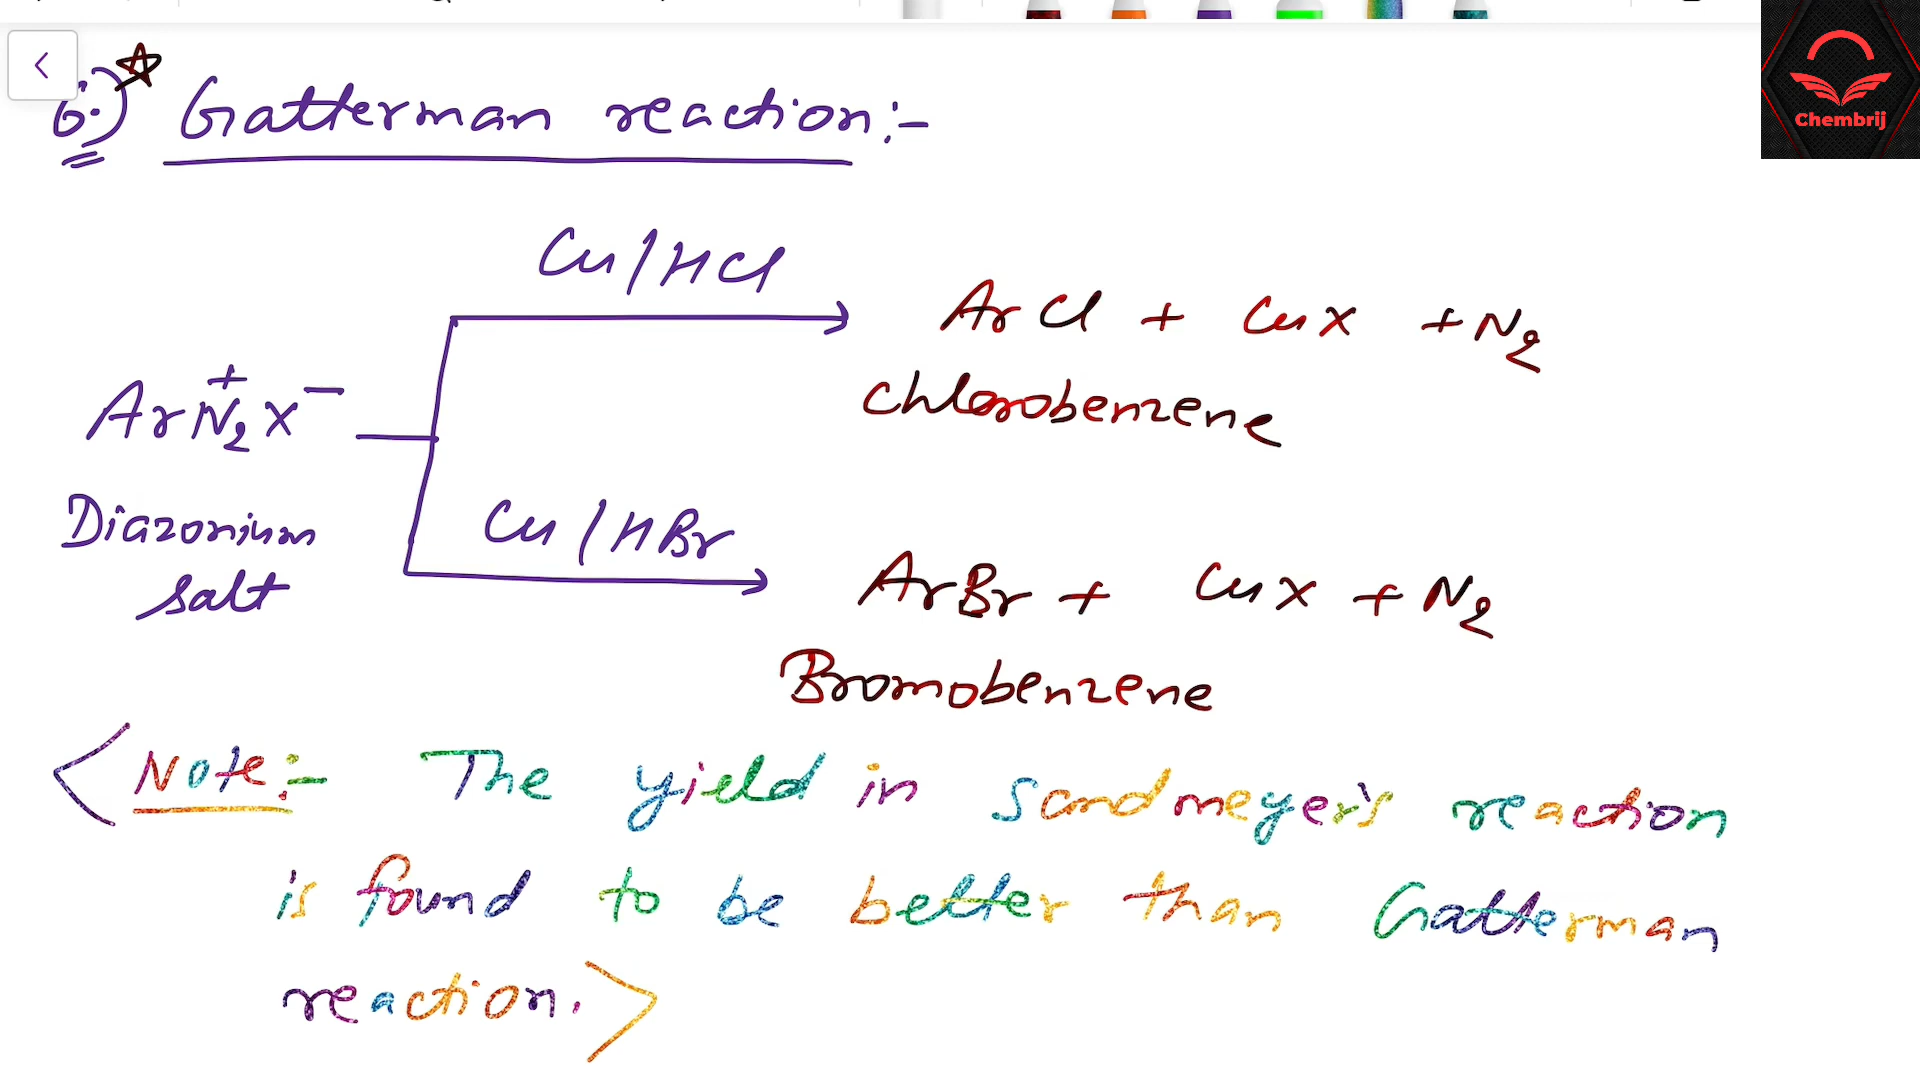 Chembrij
6.) Gatterman reaction:-
Cu/HCl
ArCl + CuX + N2
Chlorobenzene
ArN2+X−
Diazonium
salt
Cu/HBr
ArBr + CuX + N2
Bromobenzene
<Note:- The yield in Sandmeyer's reaction
is found to be better than Gatterman
reaction.>